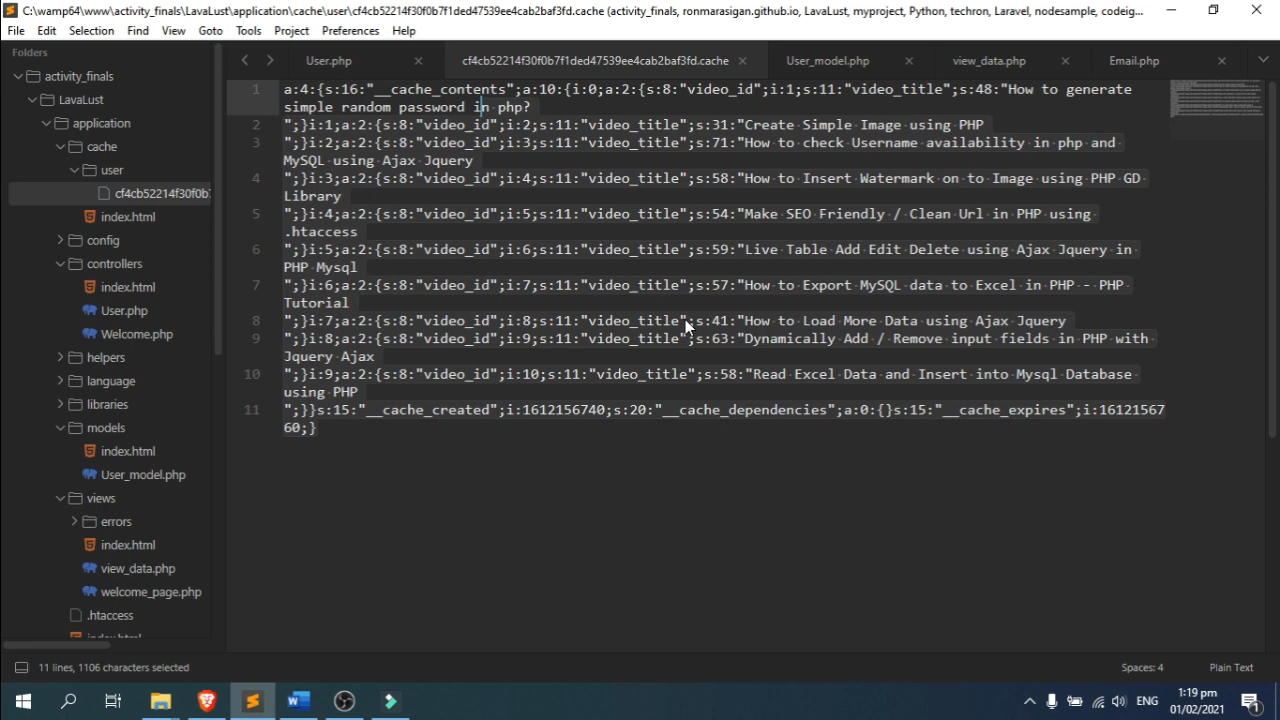 C:\wamp64\www\activity_finals\LavaLust\application\cache\user\cf4cb52214f30f0b7f1ded47539ee4cab2baf3fd.cache (activity_finals, ronmarasigan.github.io, LavaLust, myproject, Python, techron, Laravel, nodesample, codeig...
File Edit Selection Find View Goto Tools Project Preferences Help
Folders
activity_finals
LavaLust
application
cache
user
cf4cb52214f30f0b
index.html
config
controllers
index.html
User.php
Welcome.php
helpers
language
libraries
models
index.html
User_model.php
views
errors
index.html
view_data.php
welcome_page.php
.htaccess
index.html
User.php cf4cb52214f30f0b7f1ded47539ee4cab2baf3fd.cache User_model.php view_data.php Email.php
1 a:4:{s:16:"__cache_contents";a:10:{i:0;a:2:{s:8:"video_id";i:1;s:11:"video_title";s:48:"How to generate
simple random password in php?
2 ";}i:1;a:2:{s:8:"video_id";i:2;s:11:"video_title";s:31:"Create Simple Image using PHP
3 ";}i:2;a:2:{s:8:"video_id";i:3;s:11:"video_title";s:71:"How to check Username availability in php and
MySQL using Ajax Jquery
4 ";}i:3;a:2:{s:8:"video_id";i:4;s:11:"video_title";s:58:"How to Insert Watermark on to Image using PHP GD
Library
5 ";}i:4;a:2:{s:8:"video_id";i:5;s:11:"video_title";s:54:"Make SEO Friendly / Clean Url in PHP using
.htaccess
6 ";}i:5;a:2:{s:8:"video_id";i:6;s:11:"video_title";s:59:"Live Table Add Edit Delete using Ajax Jquery in
PHP Mysql
7 ";}i:6;a:2:{s:8:"video_id";i:7;s:11:"video_title";s:57:"How to Export MySQL data to Excel in PHP - PHP
Tutorial
8 ";}i:7;a:2:{s:8:"video_id";i:8;s:11:"video_title";s:41:"How to Load More Data using Ajax Jquery
9 ";}i:8;a:2:{s:8:"video_id";i:9;s:11:"video_title";s:63:"Dynamically Add / Remove input fields in PHP with
Jquery Ajax
10 ";}i:9;a:2:{s:8:"video_id";i:10;s:11:"video_title";s:58:"Read Excel Data and Insert into Mysql Database
using PHP
11 ";}}s:15:"__cache_created";i:1612156740;s:20:"__cache_dependencies";a:0:{}s:15:"__cache_expires";i:16121567
60;}
11 lines, 1106 characters selected
Spaces: 4 Plain Text
ENG
1:19 pm
01/02/2021
1